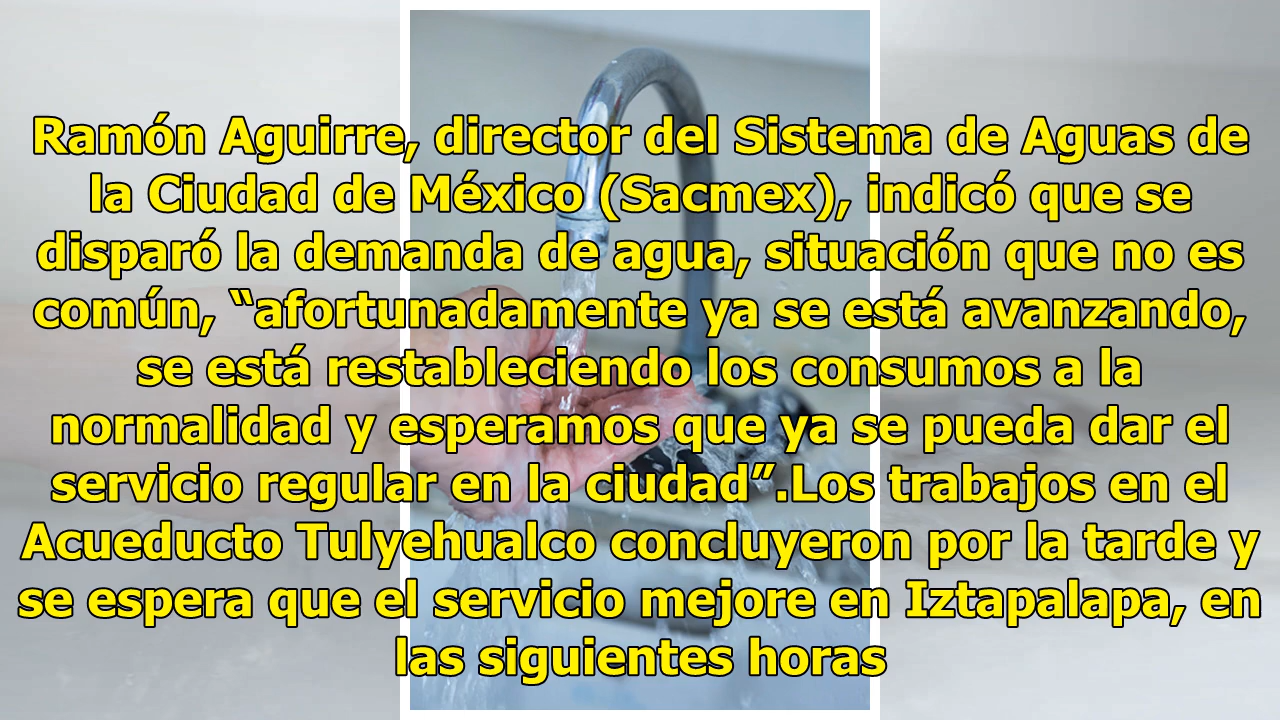 Ramón Aguirre, director del Sistema de Aguas de
la Ciudad de México (Sacmex), indicó que se
disparó la demanda de agua, situación que no es
común, “afortunadamente ya se está avanzando,
se está restableciendo los consumos a la
normalidad y esperamos que ya se pueda dar el
servicio regular en la ciudad”.Los trabajos en el
Acueducto Tulyehualco concluyeron por la tarde y
se espera que el servicio mejore en Iztapalapa, en
las siguientes horas